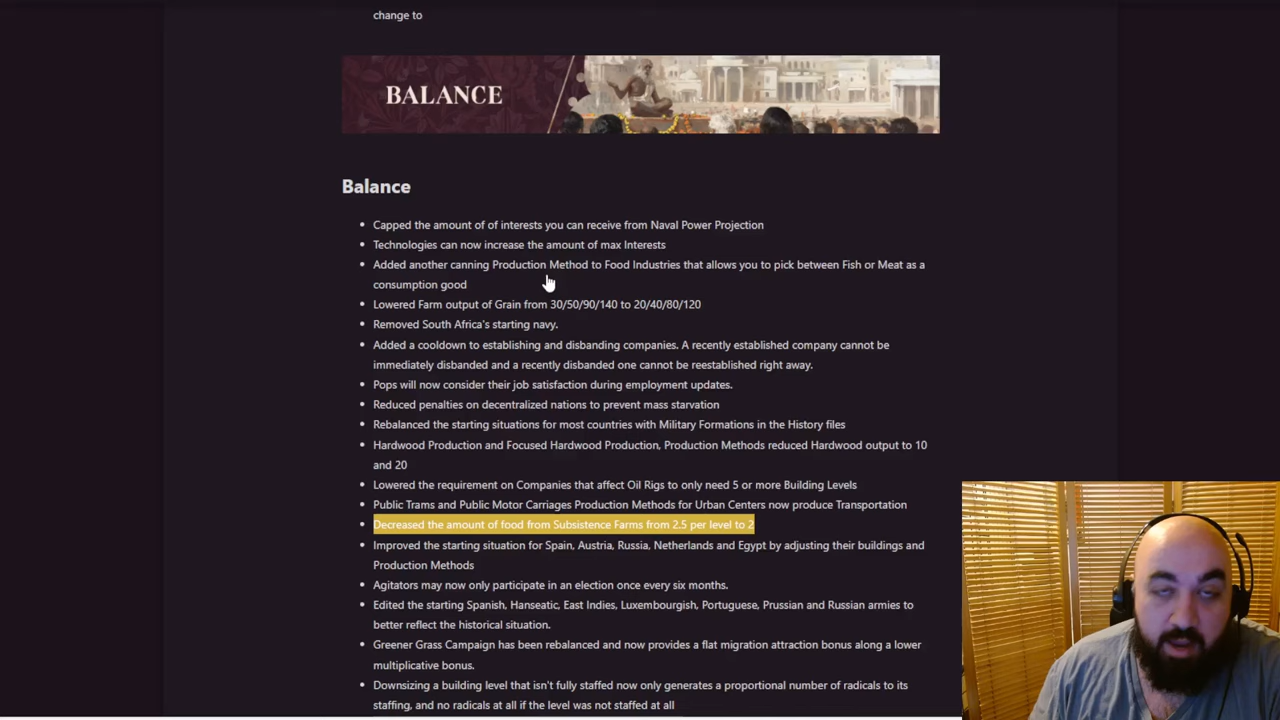 change to
BALANCE
Balance
• Capped the amount of of interests you can receive from Naval Power Projection
• Technologies can now increase the amount of max Interests
• Added another canning Production Method to Food Industries that allows you to pick between Fish or Meat as a
consumption good
• Lowered Farm output of Grain from 30/50/90/140 to 20/40/80/120
• Removed South Africa's starting navy.
• Added a cooldown to establishing and disbanding companies. A recently established company cannot be
immediately disbanded and a recently disbanded one cannot be reestablished right away.
• Pops will now consider their job satisfaction during employment updates.
• Reduced penalties on decentralized nations to prevent mass starvation
• Rebalanced the starting situations for most countries with Military Formations in the History files
• Hardwood Production and Focused Hardwood Production, Production Methods reduced Hardwood output to 10
and 20
• Lowered the requirement on Companies that affect Oil Rigs to only need 5 or more Building Levels
• Public Trams and Public Motor Carriages Production Methods for Urban Centers now produce Transportation
• Decreased the amount of food from Subsistence Farms from 2.5 per level to 2
• Improved the starting situation for Spain, Austria, Russia, Netherlands and Egypt by adjusting their buildings and
Production Methods
• Agitators may now only participate in an election once every six months.
• Edited the starting Spanish, Hanseatic, East Indies, Luxembourgish, Portuguese, Prussian and Russian armies to
better reflect the historical situation.
• Greener Grass Campaign has been rebalanced and now provides a flat migration attraction bonus along a lower
multiplicative bonus.
• Downsizing a building level that isn't fully staffed now only generates a proportional number of radicals to its
staffing, and no radicals at all if the level was not staffed at all